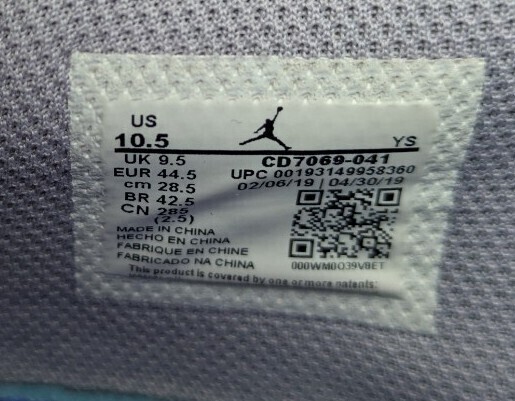 US
10.5 YS
UK 9.5 CD7069-041
EUR 44.5 UPC 00193149958360
cm 28.5 02/06/19 | 04/30/19
BR 42.5
CN 285
(2.5)
MADE IN CHINA
HECHO EN CHINA
FABRIQUE EN CHINE
FABRICADO NA CHINA
000WM0Q39V8ET
This product is covered by one or more patents: